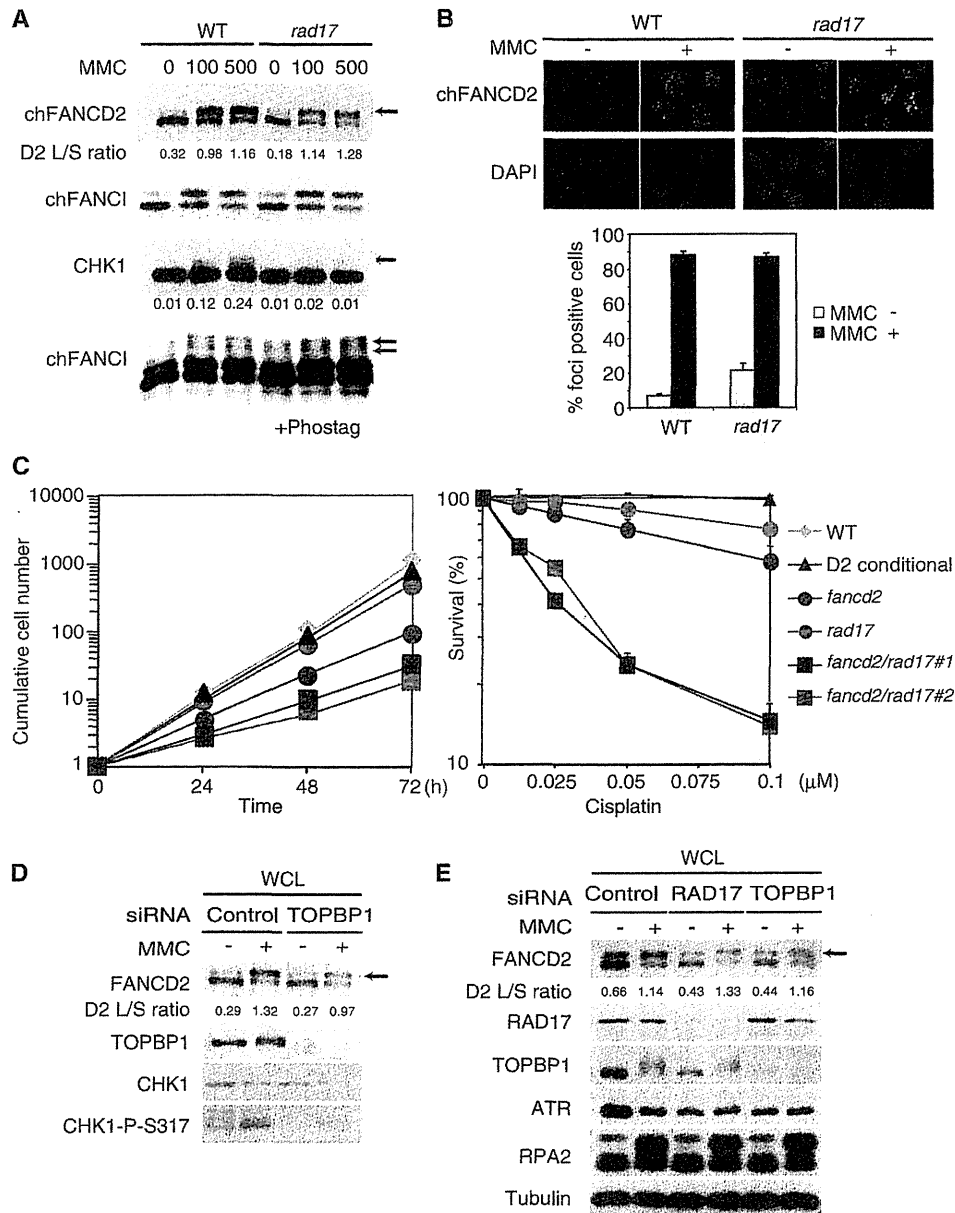 A
WT rad17
MMC 0 100 500 0 100 500
chFANCD2
D2 L/S ratio 0.32 0.98 1.16 0.18 1.14 1.28
chFANCI
CHK1
0.01 0.12 0.24 0.01 0.02 0.01
chFANCI
+Phostag
B
WT rad17
MMC - + - +
chFANCD2
DAPI
% foci positive cells
100
80
60
40
20
0
WT rad17
MMC -
MMC +
C
Cumulative cell number
10000
1000
100
10
1
0 24 48 72 (h)
Time
Survival (%)
100
10
0 0.025 0.05 0.075 0.1 (μM)
Cisplatin
WT
D2 conditional
fancd2
rad17
fancd2/rad17#1
fancd2/rad17#2
D
WCL
siRNA Control TOPBP1
MMC - + - +
FANCD2
D2 L/S ratio 0.29 1.32 0.27 0.97
TOPBP1
CHK1
CHK1-P-S317
E
WCL
siRNA Control RAD17 TOPBP1
MMC - + - + - +
FANCD2
D2 L/S ratio 0.66 1.14 0.43 1.33 0.44 1.16
RAD17
TOPBP1
ATR
RPA2
Tubulin